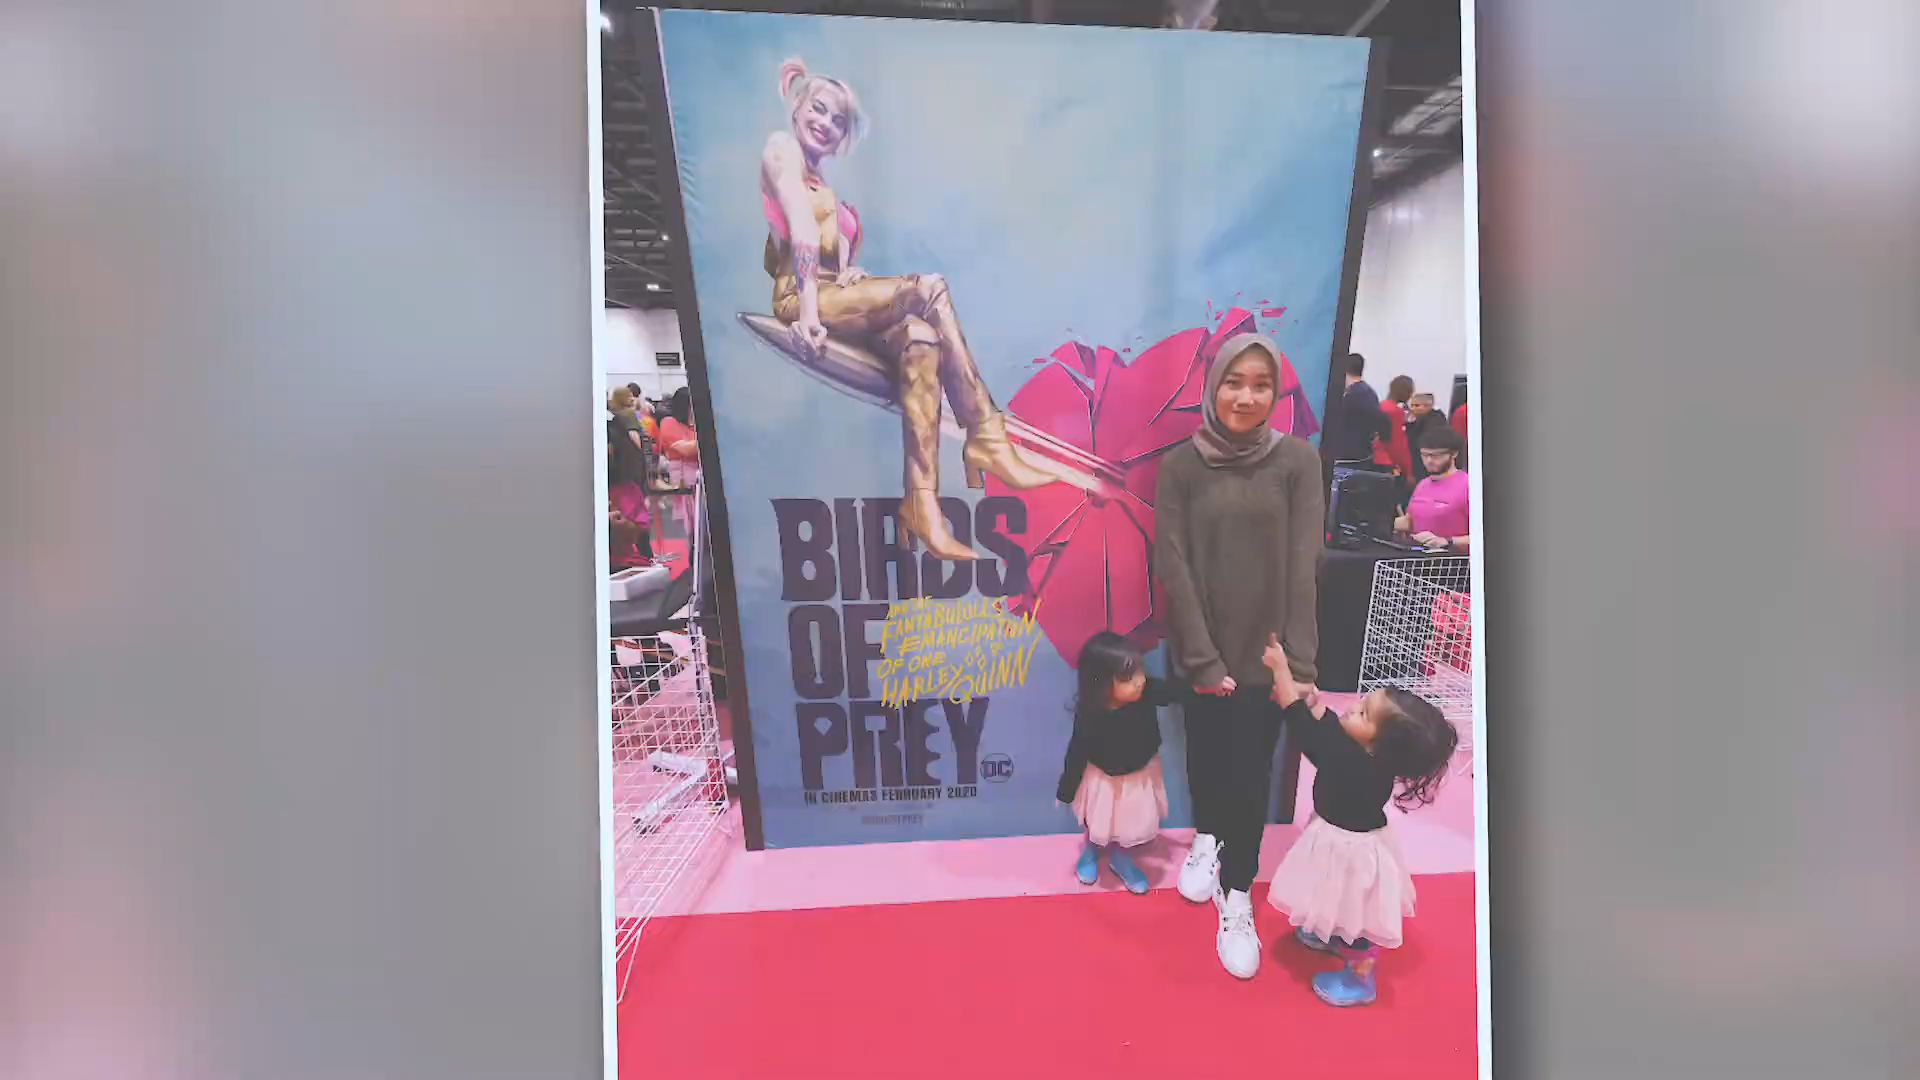 BIRDS
OF
AND THE
FANTABULOUS
EMANCIPATION
OF ONE
HARLEY QUINN
PREY
DC
IN CINEMAS FEBRUARY 2020